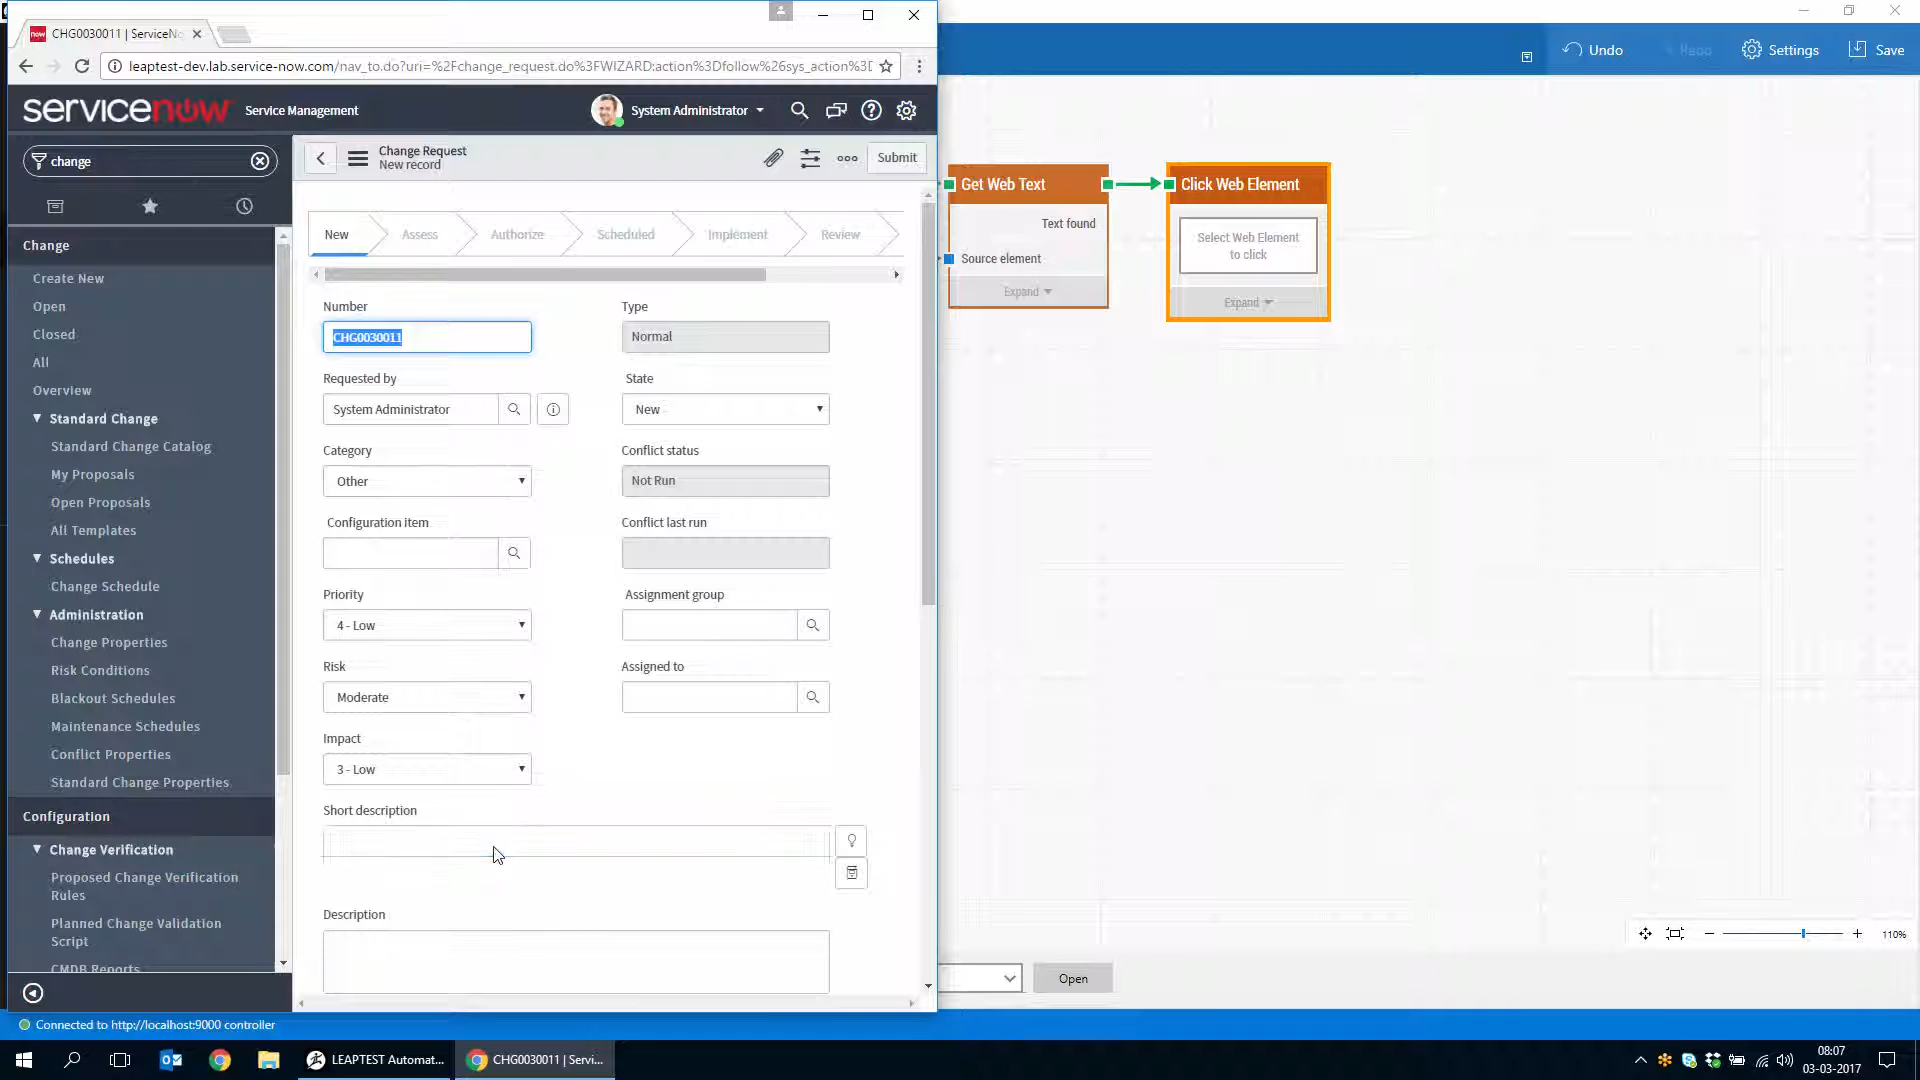 CHG0030011 | ServiceNo
leaptest-dev.lab.service-now.com/nav_to.do?uri=%2Fchange_request.do%3FWIZARD:action%3Dfollow%26sys_action%3D
Undo
Redo
Settings
Save
servicenow Service Management
System Administrator
change
Change Request
New record
Submit
Change
Create New
Open
Closed
All
Overview
Standard Change
Standard Change Catalog
My Proposals
Open Proposals
All Templates
Schedules
Change Schedule
Administration
Change Properties
Risk Conditions
Blackout Schedules
Maintenance Schedules
Conflict Properties
Standard Change Properties
Configuration
Change Verification
Proposed Change Verification
Rules
Planned Change Validation
Script
CMDB Reports
New
Assess
Authorize
Scheduled
Implement
Review
Number
CHG0030011
Type
Normal
Requested by
System Administrator
State
New
Category
Other
Conflict status
Not Run
Configuration item
Conflict last run
Priority
4 - Low
Assignment group
Risk
Moderate
Assigned to
Impact
3 - Low
Short description
Description
Get Web Text
Text found
Source element
Expand
Click Web Element
Select Web Element
to click
Expand
110%
Open
Connected to http://localhost:9000 controller
LEAPTEST Automat...
CHG0030011 | Servi...
08:07
03-03-2017